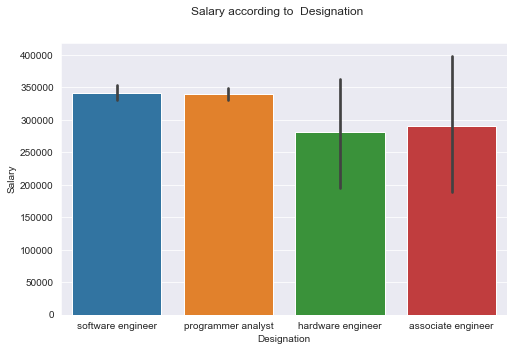 Salary according to  Designation
400000
350000
300000
250000
200000
150000
100000
50000
0
Salary
software engineer programmer analyst hardware engineer associate engineer
Designation